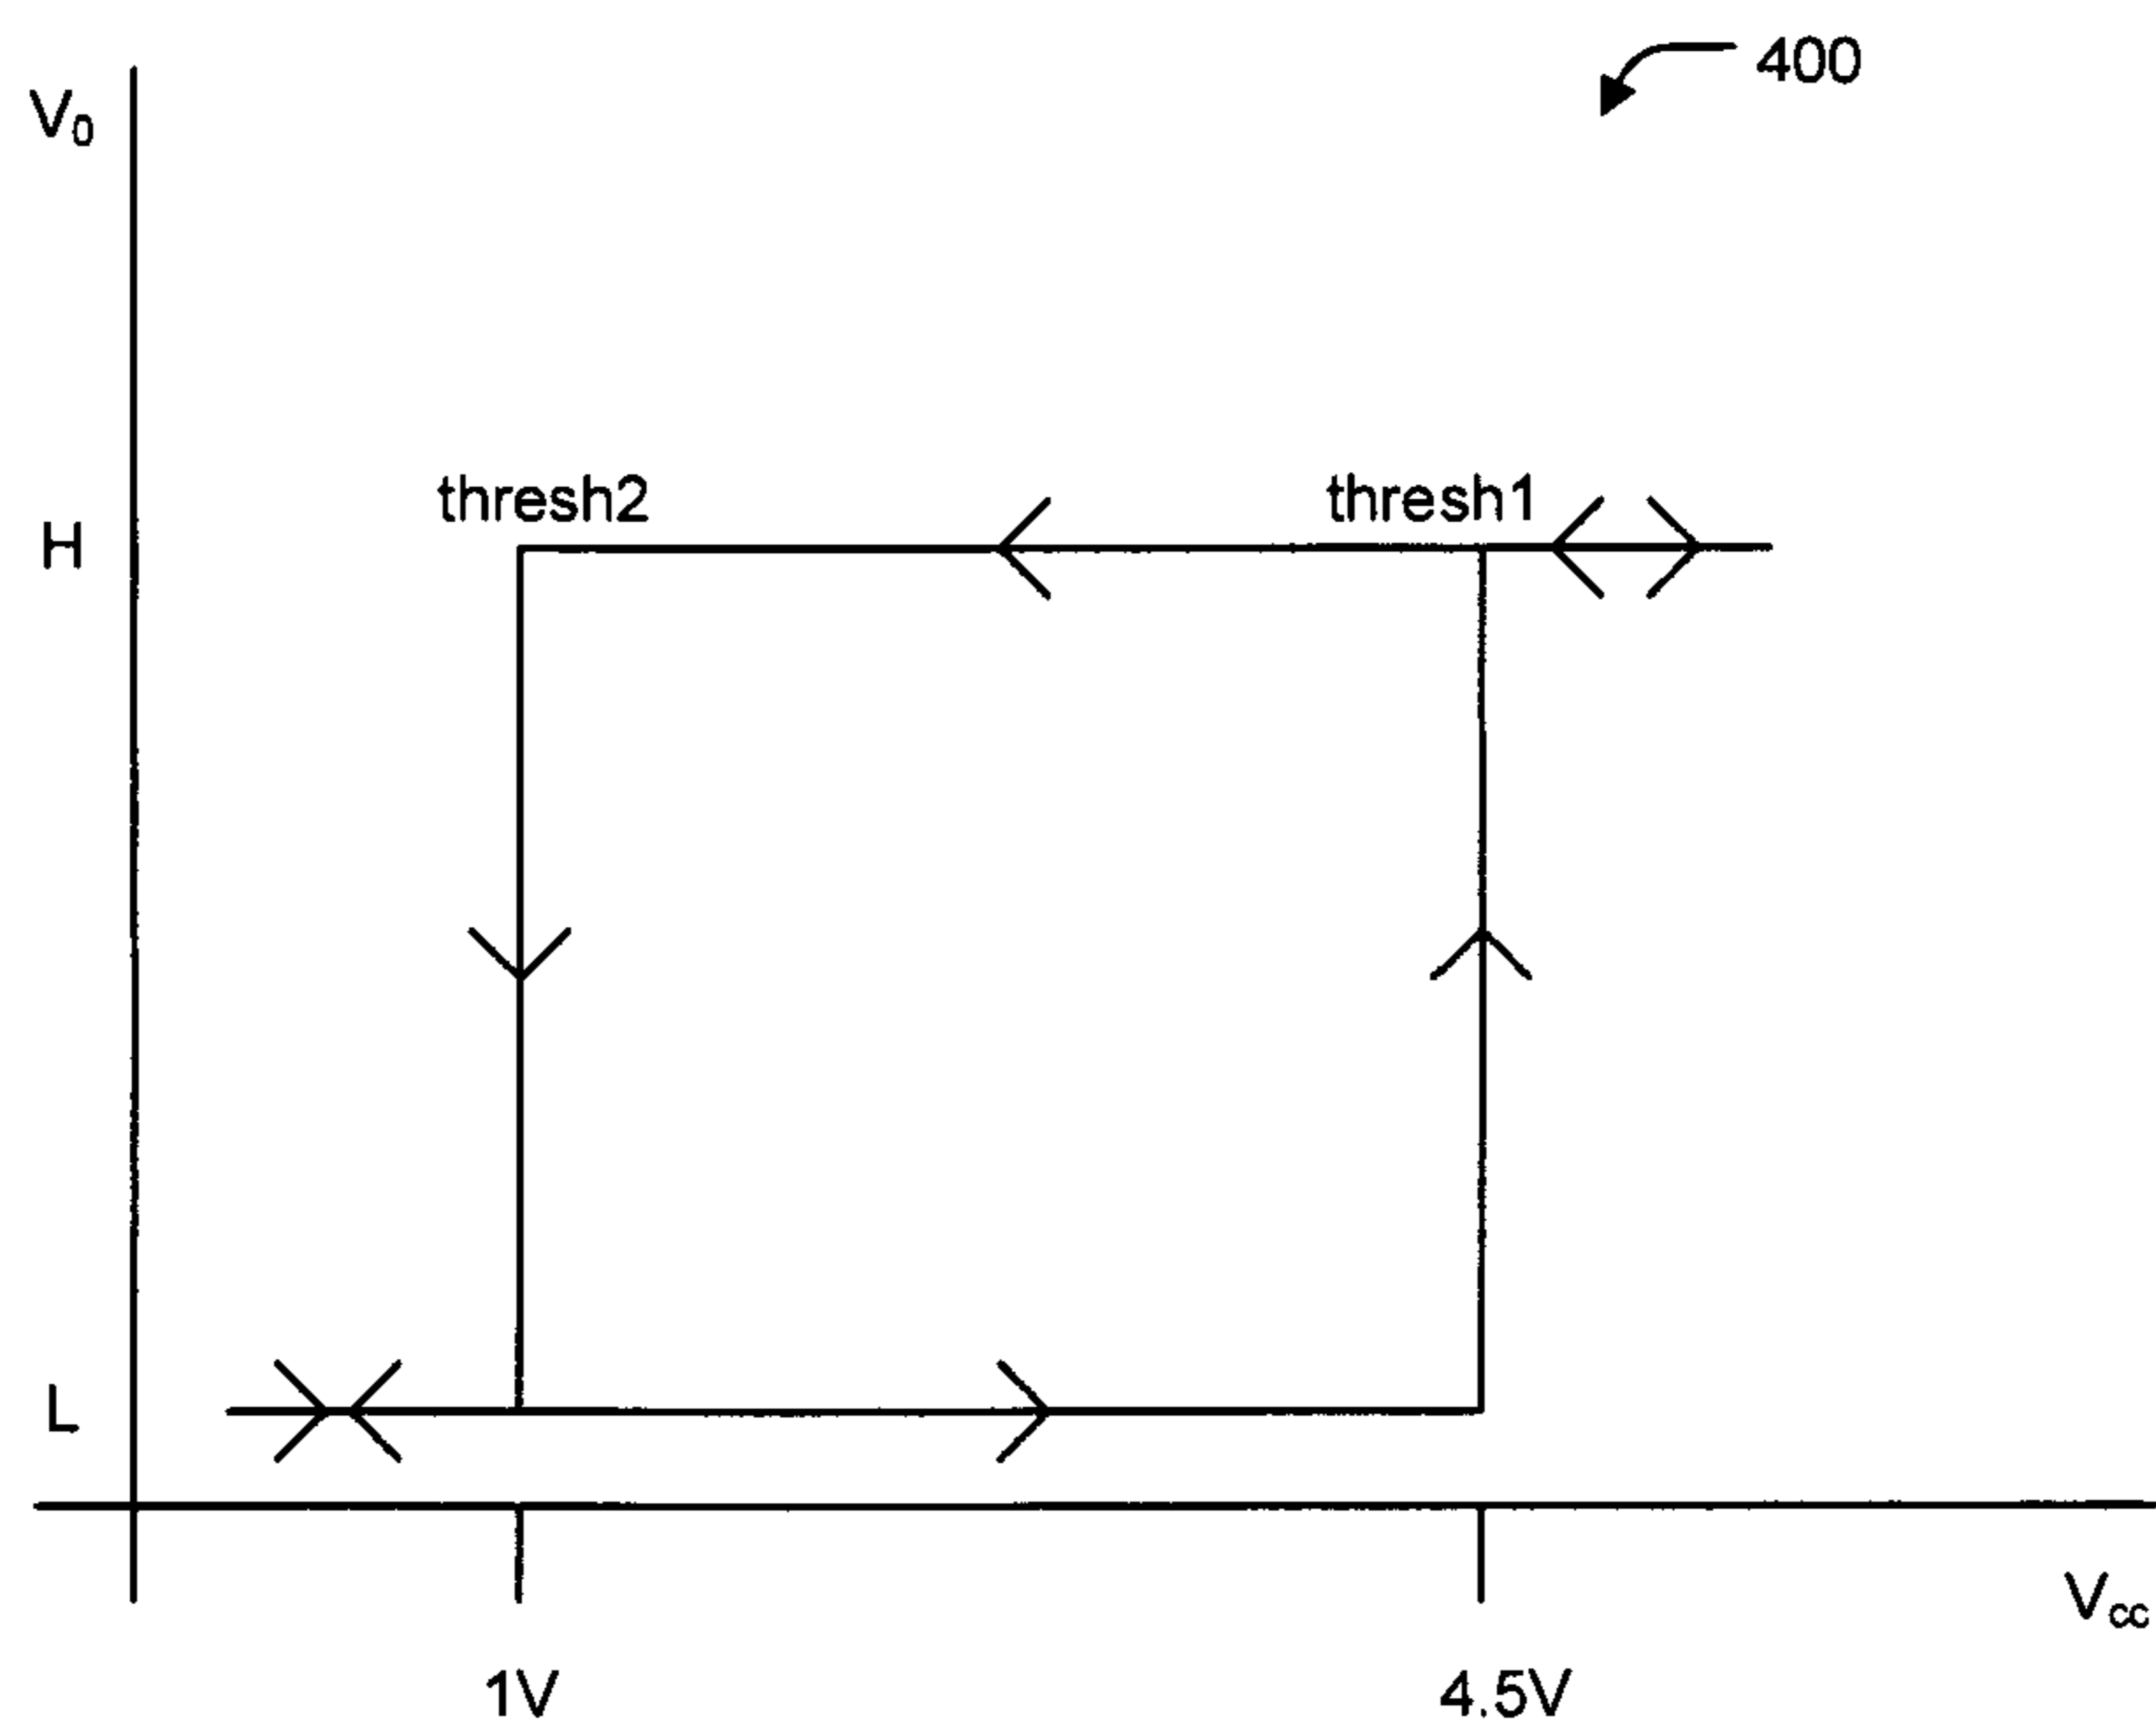 400
V₀
thresh2
thresh1
H
L
Vcc
1V
4.5V